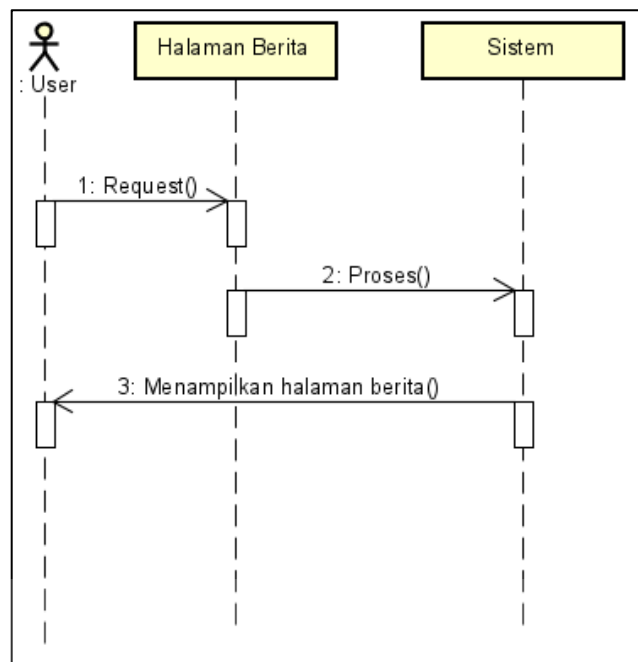 : User
Halaman Berita
Sistem
1: Request()
2: Proses()
3: Menampilkan halaman berita()